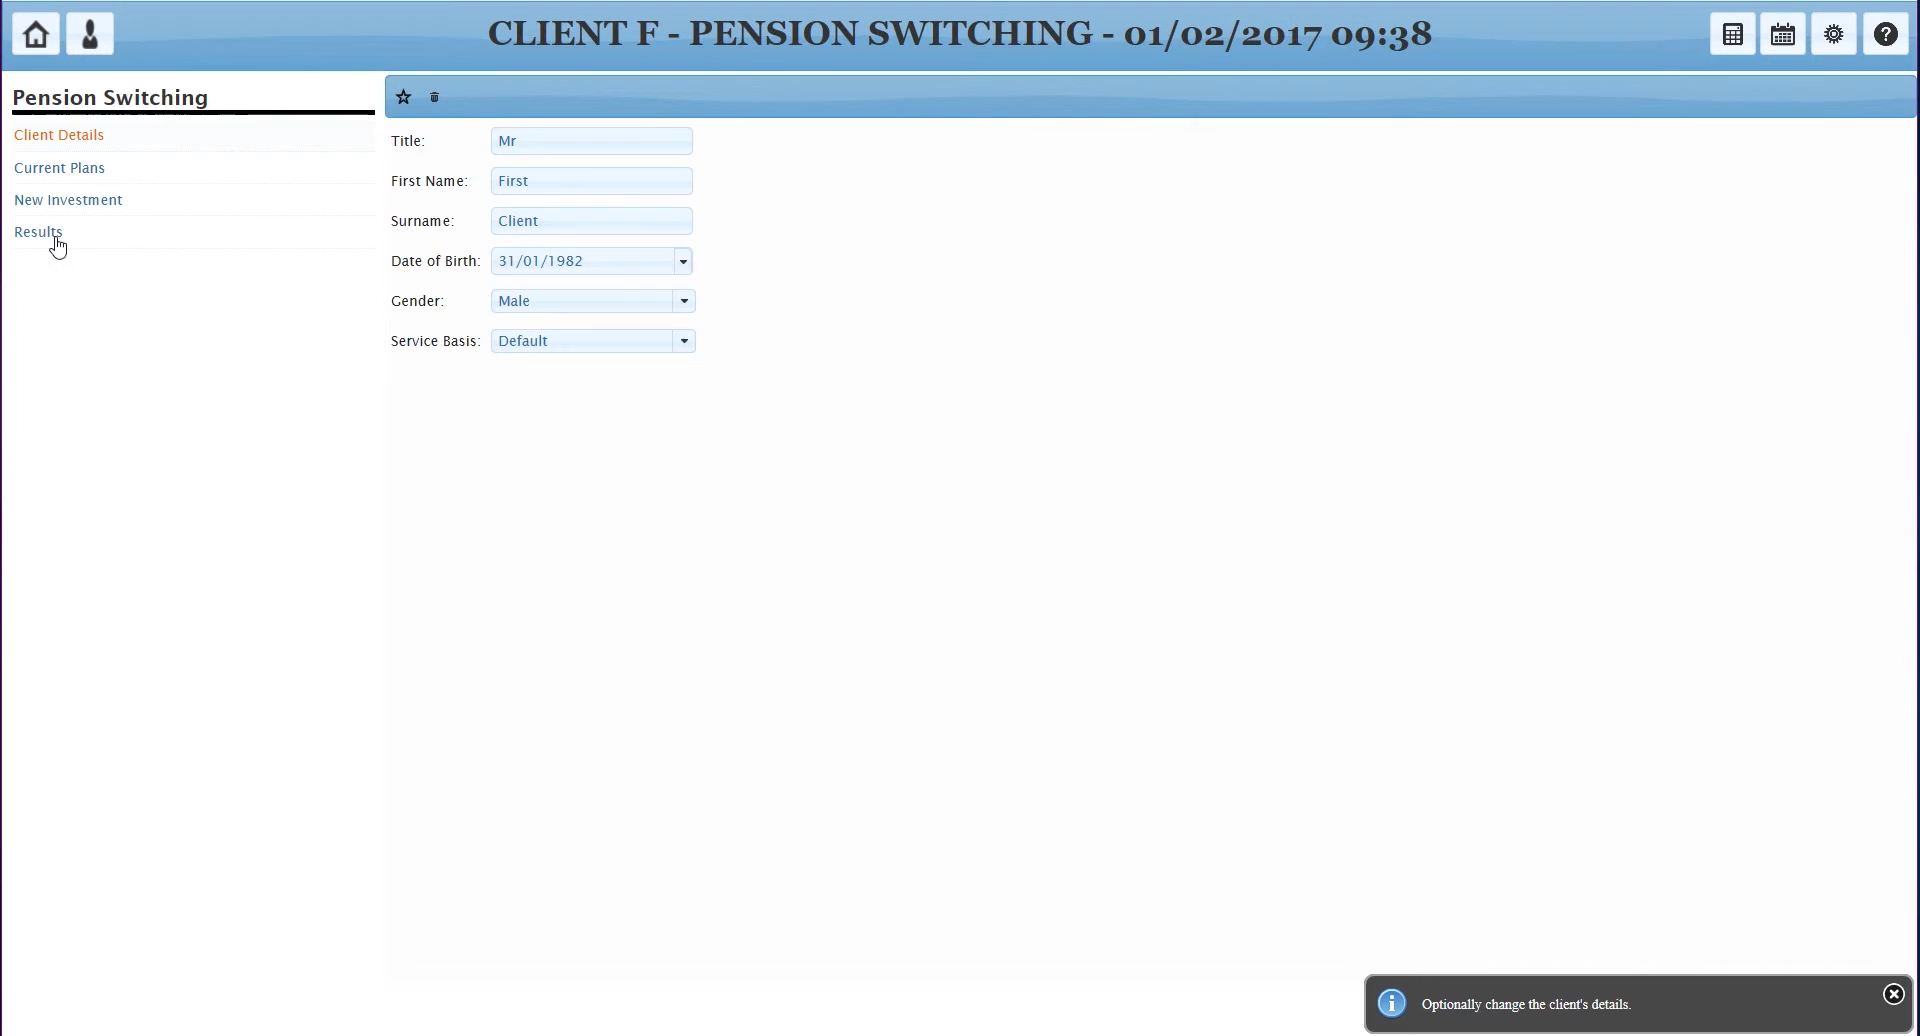 CLIENT F - PENSION SWITCHING - 01/02/2017 09:38
Pension Switching
Client Details
Current Plans
New Investment
Results
Title: Mr
First Name: First
Surname: Client
Date of Birth: 31/01/1982
Gender: Male
Service Basis: Default
Optionally change the client's details.